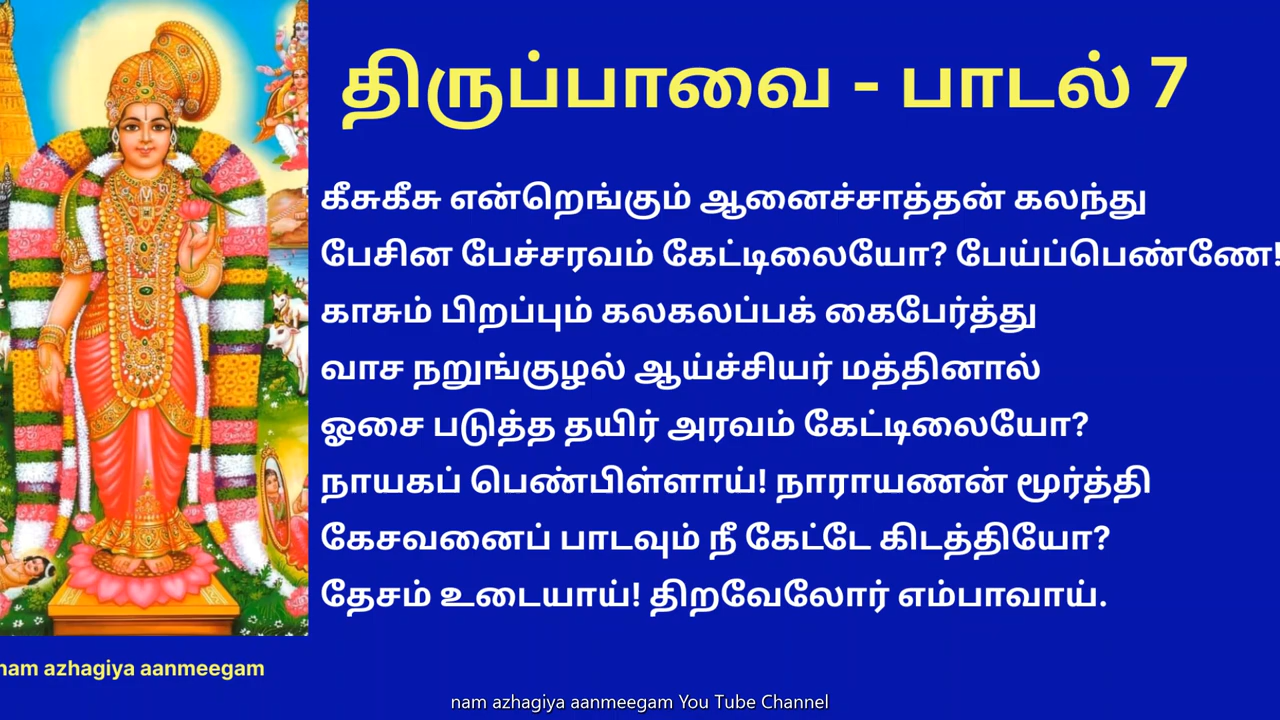 திருப்பாவை - பாடல் 7
கீசுகீசு என்றெங்கும் ஆனைச்சாத்தன் கலந்து
பேசின பேச்சரவம் கேட்டிலையோ? பேய்ப்பெண்ணே!
காசும் பிறப்பும் கலகலப்பக் கைபேர்த்து
வாச நறுங்குழல் ஆய்ச்சியர் மத்தினால்
ஓசை படுத்த தயிர் அரவம் கேட்டிலையோ?
நாயகப் பெண்பிள்ளாய்! நாராயணன் மூர்த்தி
கேசவனைப் பாடவும் நீ கேட்டே கிடத்தியோ?
தேசம் உடையாய்! திறவேலோர் எம்பாவாய்.
nam azhagiya aanmeegam
nam azhagiya aanmeegam You Tube Channel